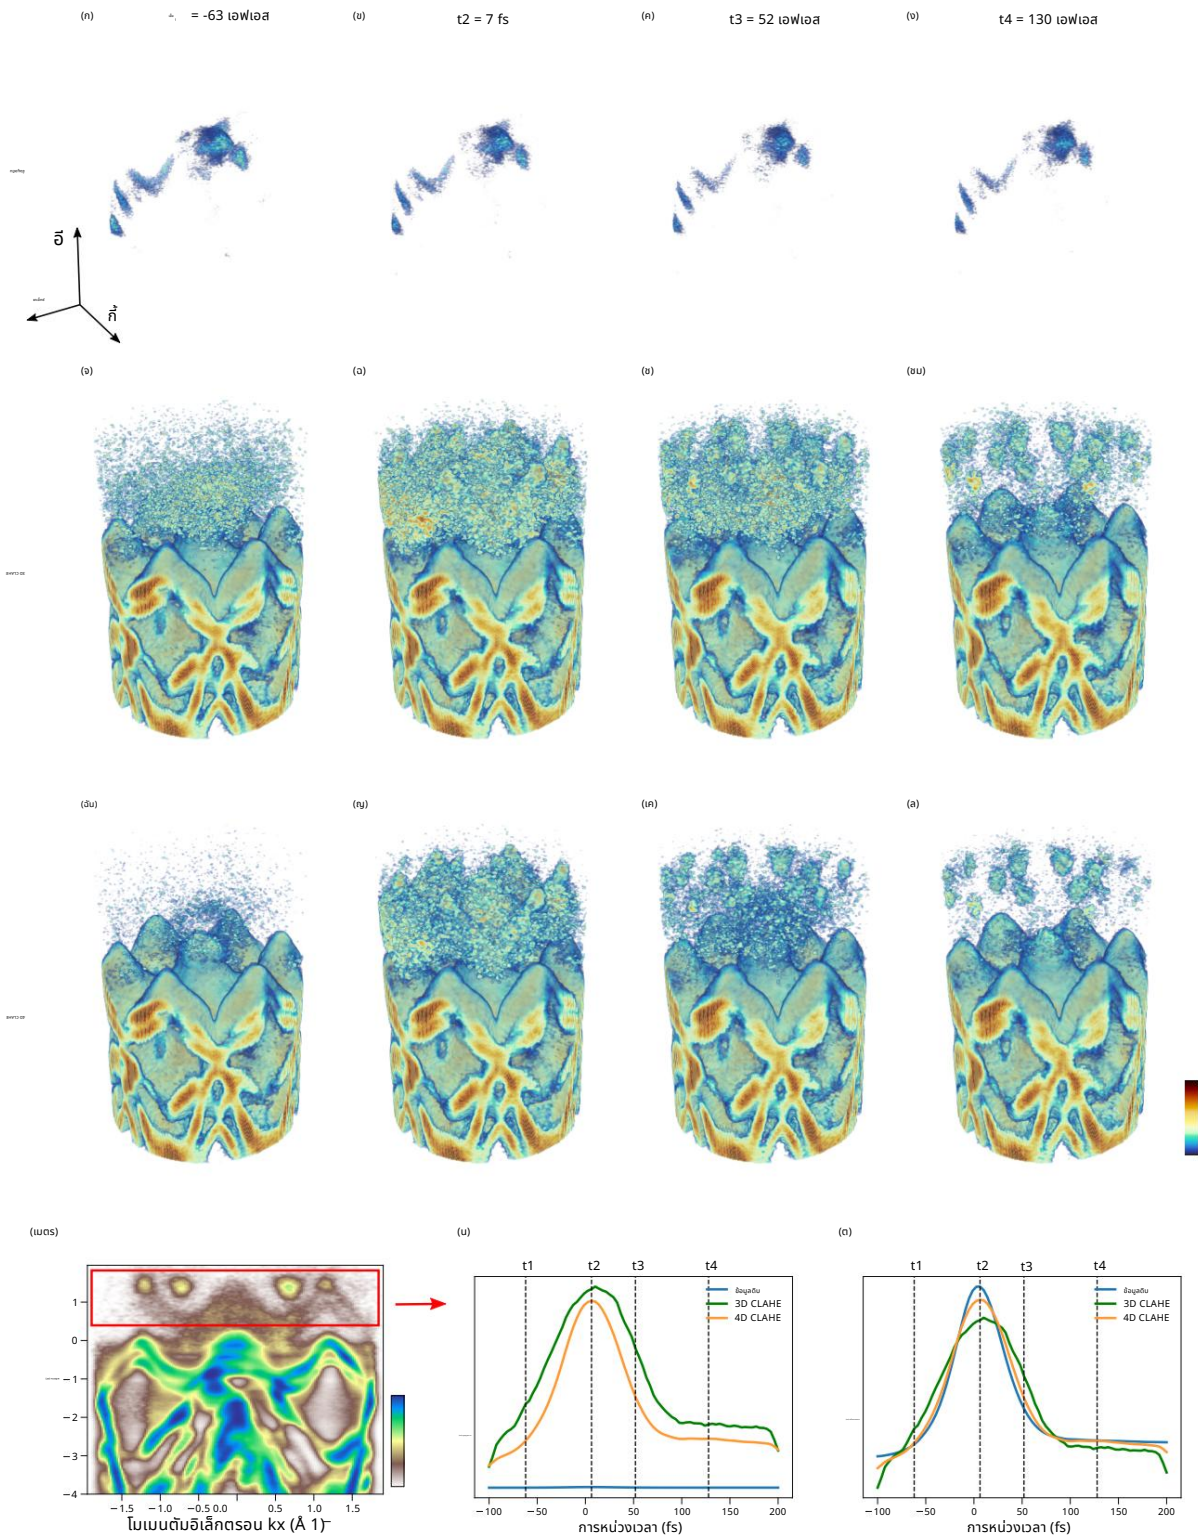 (ก)
= -63 เอฟเอส
(ข)
t2 = 7 fs
(ค)
t3 = 52 เอฟเอส
(ง)
t4 = 130 เอฟเอส
อี
กี้
(จ)
(ฉ)
(ช)
(ซม)
3D CLAHE
(ฉัน)
(ญ)
(เค)
(ล)
4D CLAHE
(เมตร)
1
0
−1
−2
−3
−4
−1.5
−1.0
−0.5
0.0
0.5
1.0
1.5
โมเมนตัมอิเล็กตรอน kx (Å 1)−
(น)
t1
t2
t3
t4
ข้อมูลดิบ
3D CLAHE
4D CLAHE
−100
−50
0
50
100
150
200
การหน่วงเวลา (fs)
(ต)
t1
t2
t3
t4
ข้อมูลดิบ
3D CLAHE
4D CLAHE
−100
−50
0
50
100
150
200
การหน่วงเวลา (fs)